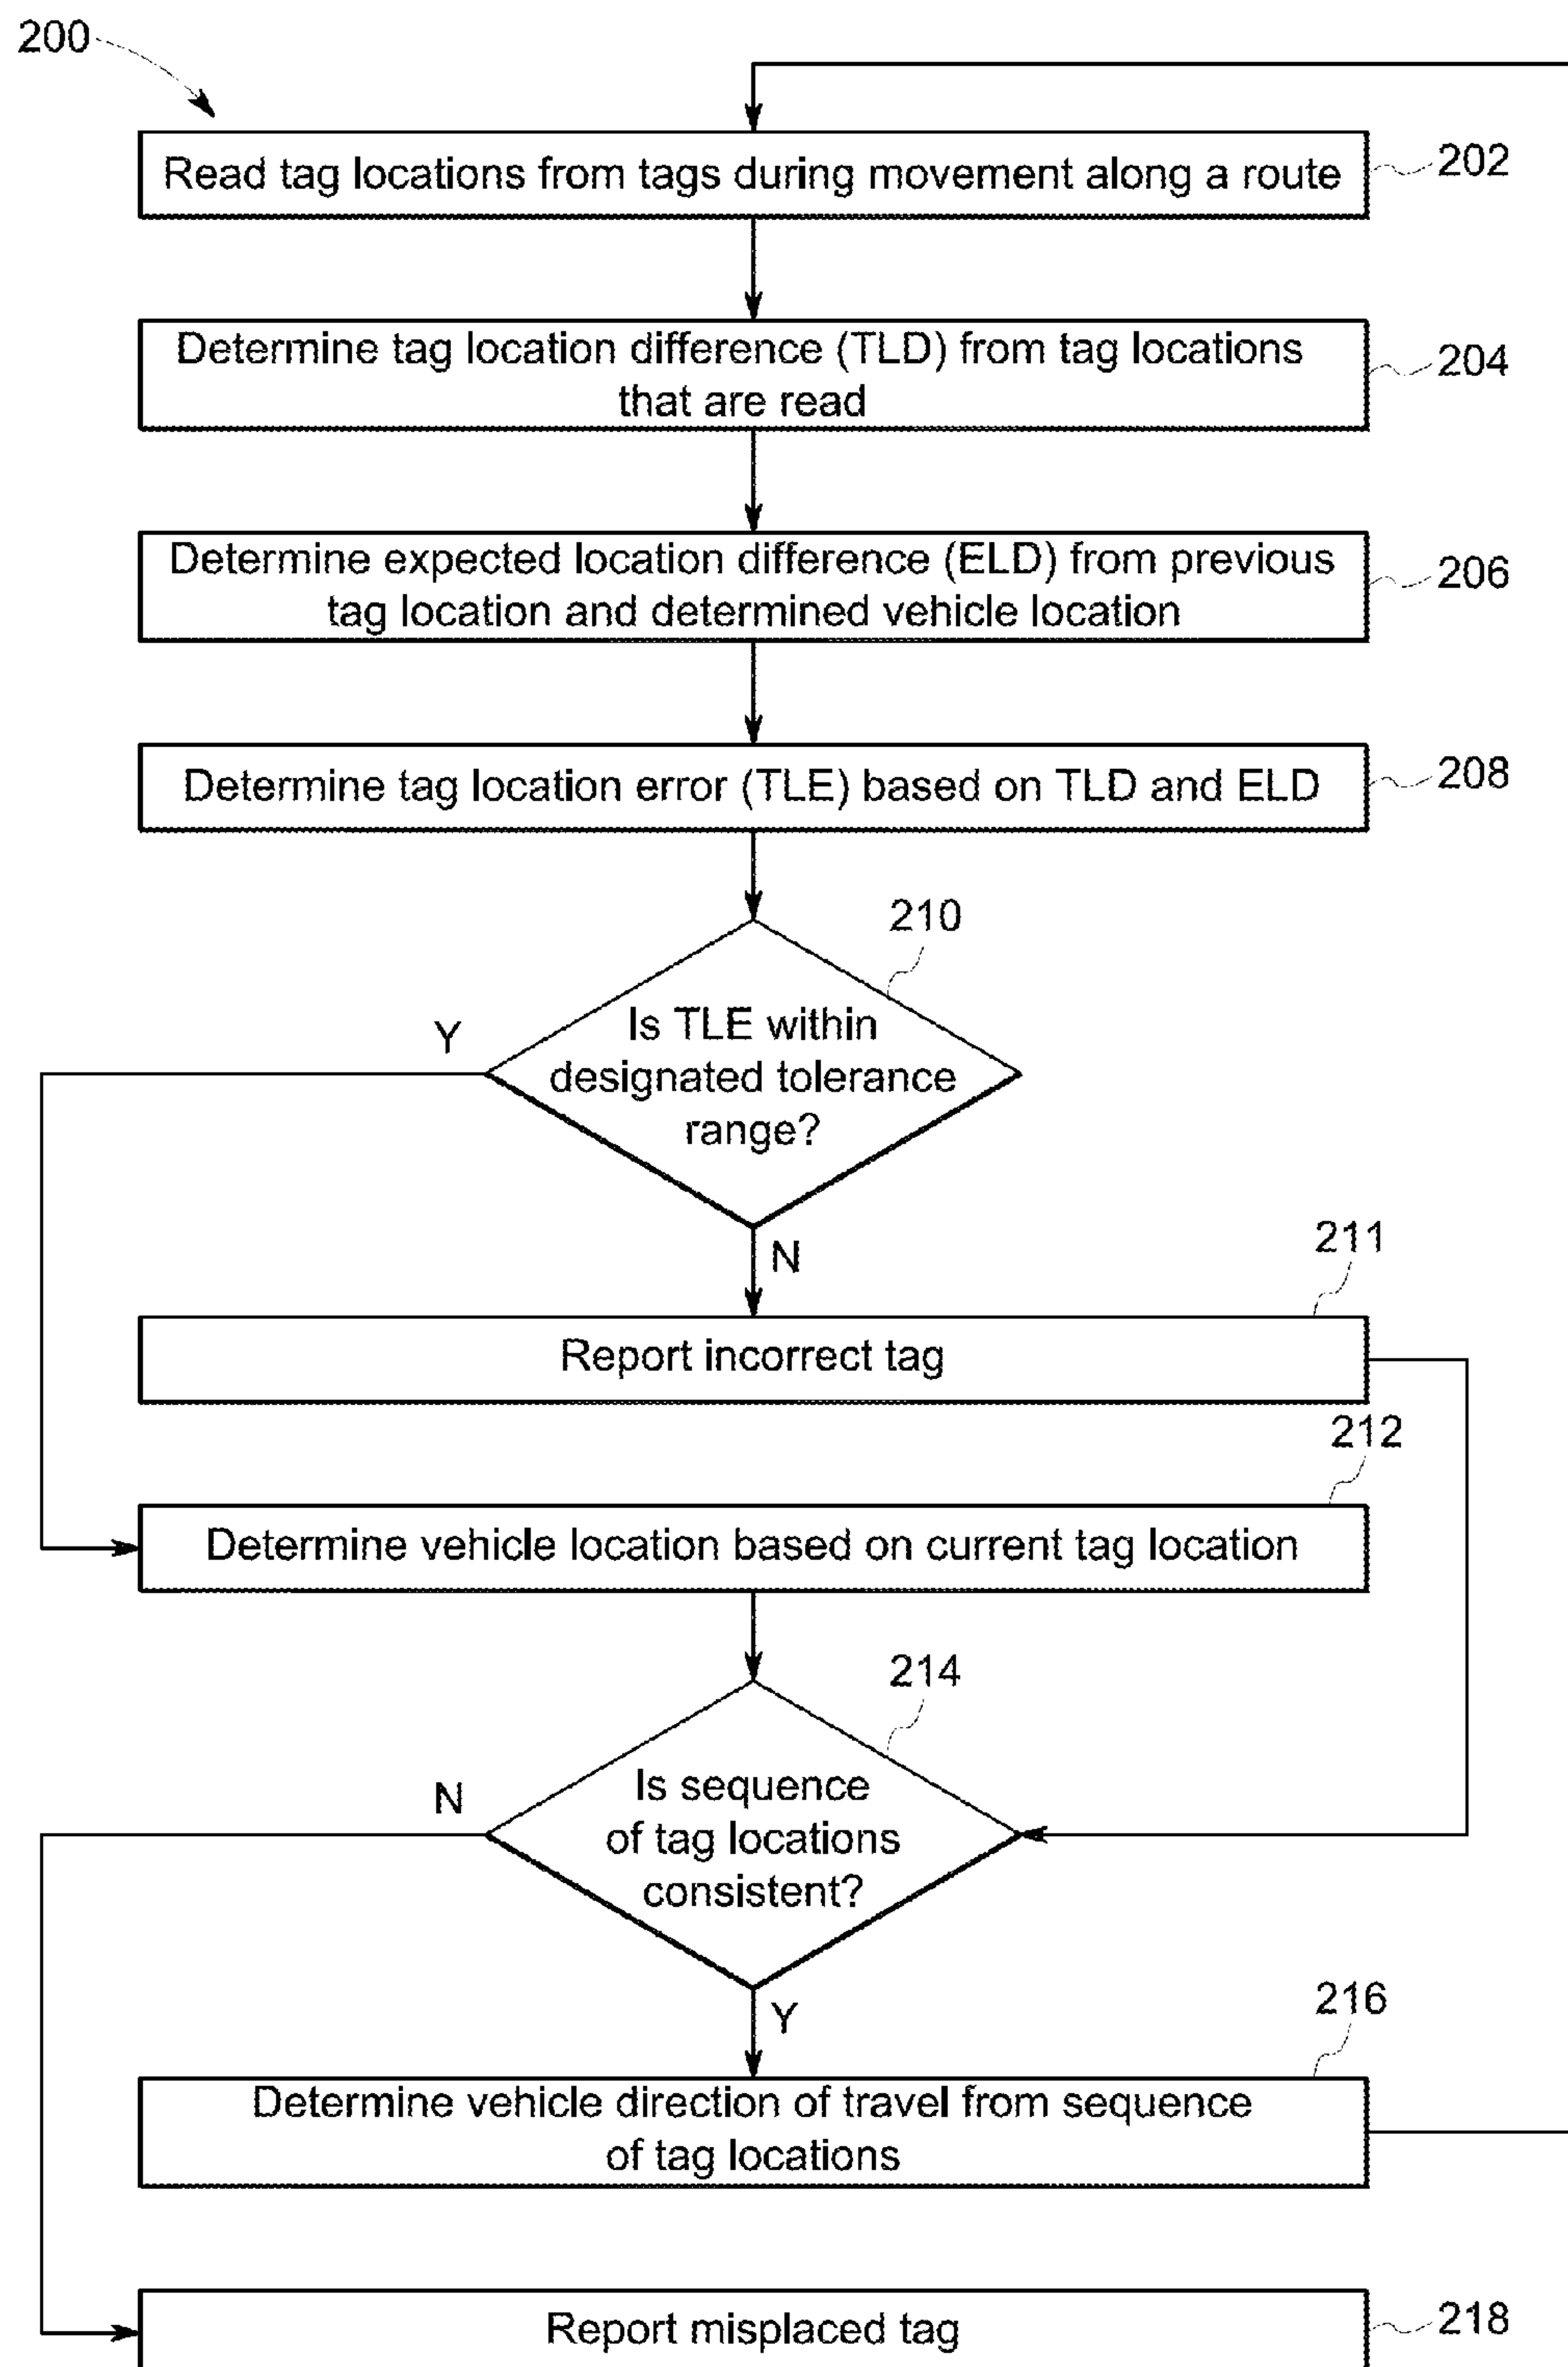 200
Read tag locations from tags during movement along a route
202
Determine tag location difference (TLD) from tag locations
that are read
204
Determine expected location difference (ELD) from previous
tag location and determined vehicle location
206
Determine tag location error (TLE) based on TLD and ELD
208
210
Is TLE within
designated tolerance
range?
Y
N
211
Report incorrect tag
212
Determine vehicle location based on current tag location
214
Is sequence
of tag locations
consistent?
N
Y
216
Determine vehicle direction of travel from sequence
of tag locations
Report misplaced tag
218